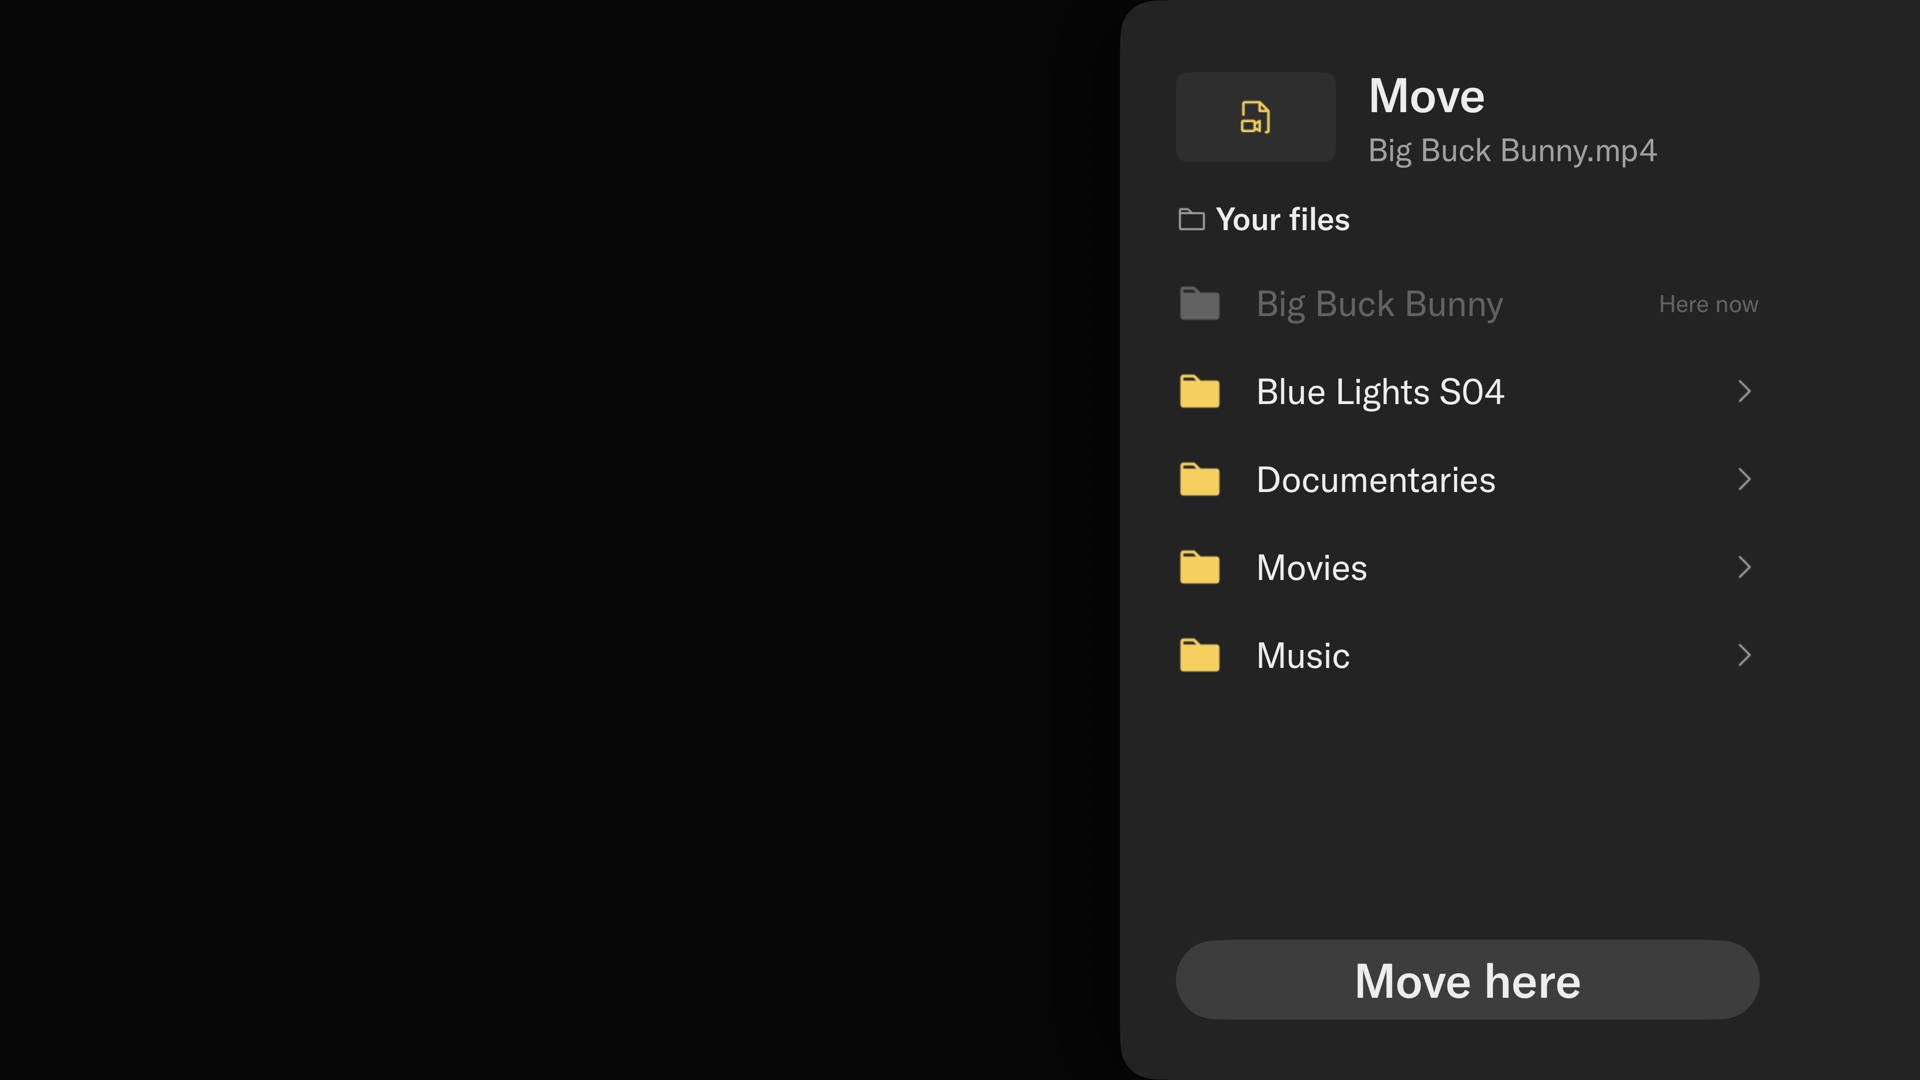 Move
Big Buck Bunny.mp4
Your files
Big Buck Bunny Here now
Blue Lights S04
Documentaries
Movies
Music
Move here